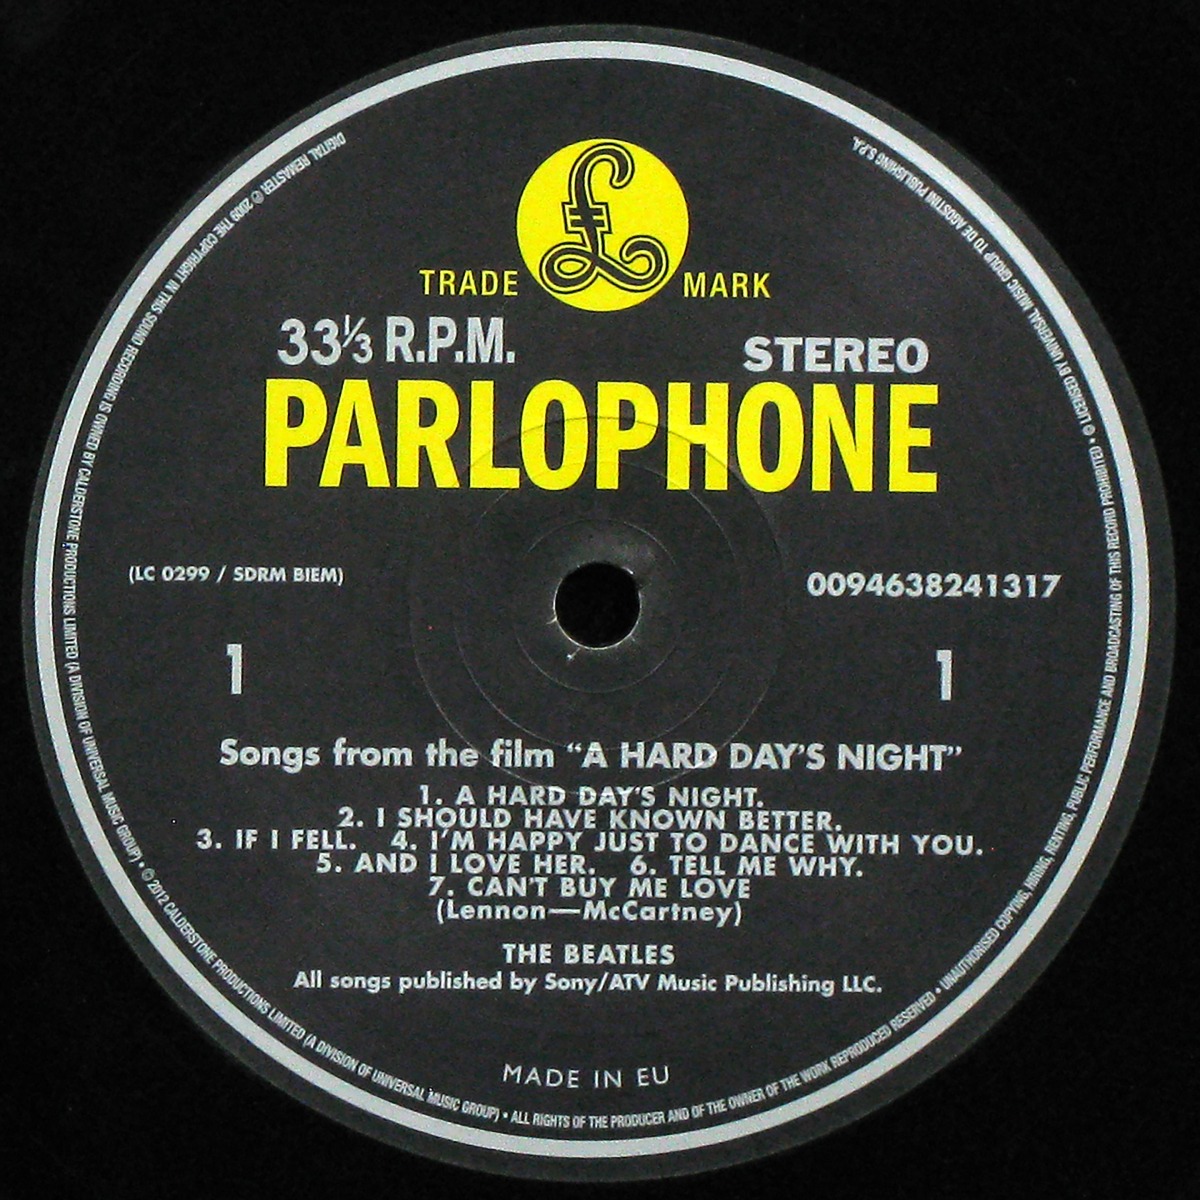 TRADE £ MARK
33⅓ R.P.M. STEREO
PARLOPHONE
(LC 0299 / SDRM BIEM) 0094638241317
1 1
Songs from the film “A HARD DAY'S NIGHT”
1. A HARD DAY'S NIGHT.
2. I SHOULD HAVE KNOWN BETTER.
3. IF I FELL. 4. I'M HAPPY JUST TO DANCE WITH YOU.
5. AND I LOVE HER. 6. TELL ME WHY.
7. CAN'T BUY ME LOVE
(Lennon—McCartney)
THE BEATLES
All songs published by Sony/ATV Music Publishing LLC.
MADE IN EU
DIGITAL REMASTER ℗ 2009 THE COPYRIGHT IN THIS SOUND RECORDING IS OWNED BY CALDERSTONE PRODUCTIONS LIMITED (A DIVISION OF UNIVERSAL MUSIC GROUP) • © 2012 CALDERSTONE PRODUCTIONS LIMITED (A DIVISION OF UNIVERSAL MUSIC GROUP) • ALL RIGHTS OF THE PRODUCER AND OF THE OWNER OF THE WORK REPRODUCED RESERVED • UNAUTHORISED COPYING, HIRING, RENTING, PUBLIC PERFORMANCE AND BROADCASTING OF THIS RECORD PROHIBITED • © LICENSED BY UNIVERSAL MUSIC GROUP TO DE AGOSTINI PUBLISHING S.P.A.